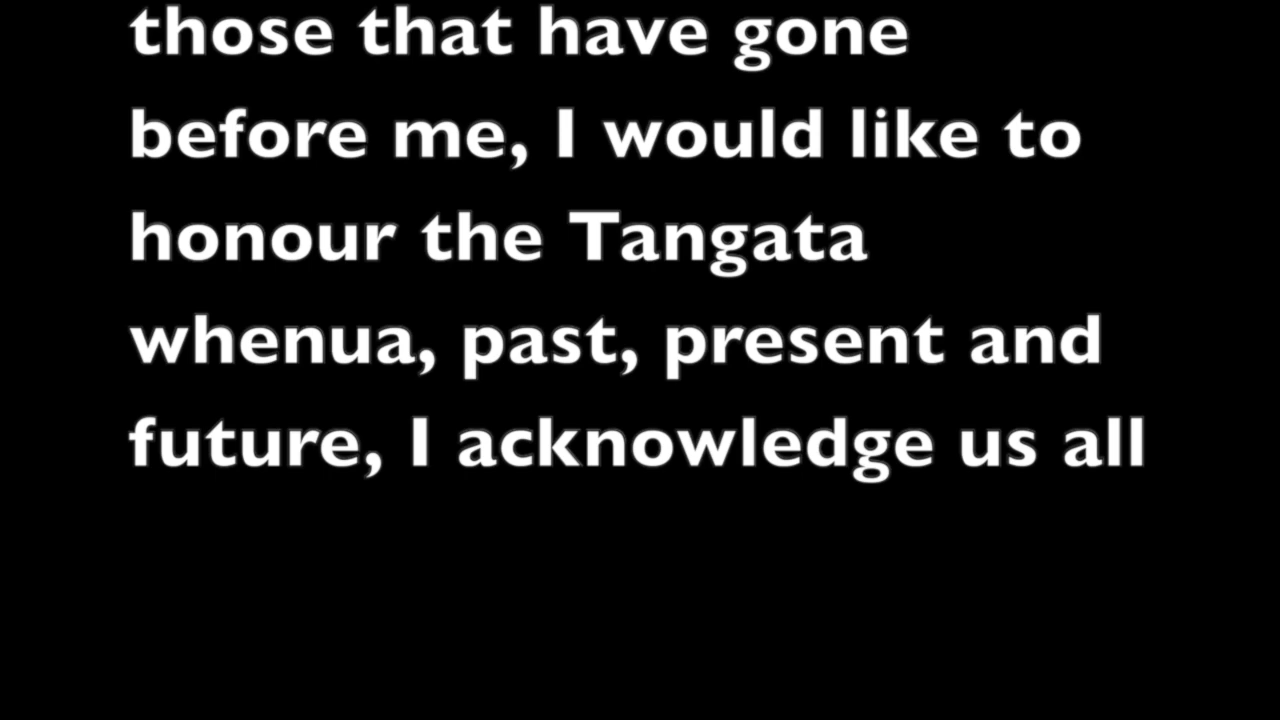 those that have gone
before me, I would like to
honour the Tangata
whenua, past, present and
future, I acknowledge us all